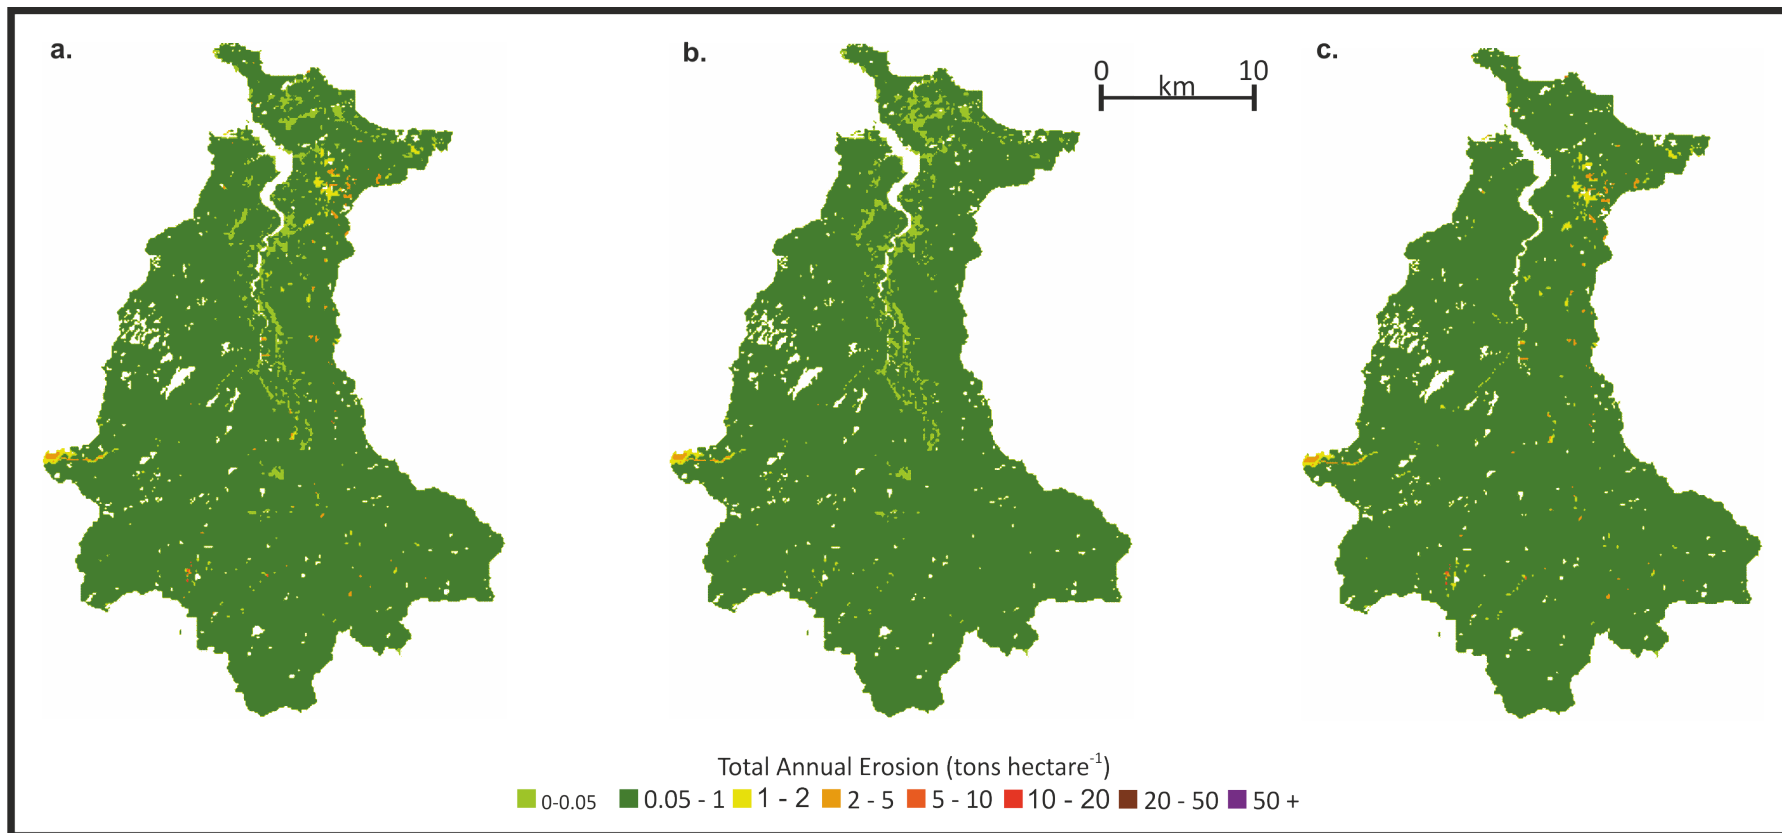 a.
b.
0 10
km
c.
Total Annual Erosion (tons hectare⁻¹)
0-0.05 0.05 - 1 1 - 2 2 - 5 5 - 10 10 - 20 20 - 50 50 +